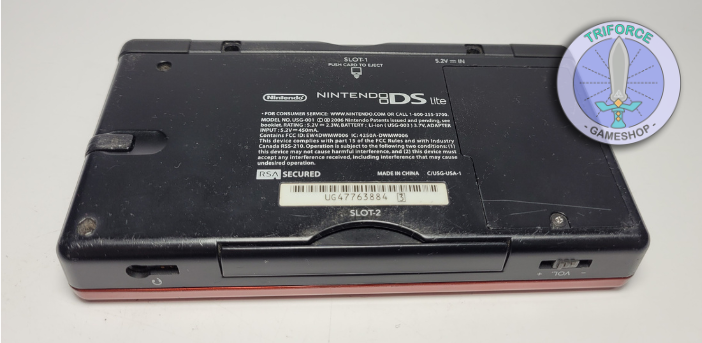 SLOT-1
PUSH CARD TO EJECT
5.2V ⎓ IN
TRIFORCE
- GAMESHOP -
Nintendo
NINTENDO DS Lite
• FOR CONSUMER SERVICE: WWW.NINTENDO.COM OR CALL 1-800-255-3700.
MODEL NO. USG-001 ⓒⓟ 2006 Nintendo Patents issued and pending, see
booklet. RATING : 5.2V ⎓ 2.3W, BATTERY : Li-ion ( USG-003 ) 3.7V, ADAPTER
INPUT : 5.2V ⎓ 450mA.
Contains FCC ID: EW4DWMW006 IC: 4250A-DWMW006
This device complies with part 15 of the FCC Rules and with Industry
Canada RSS-210. Operation is subject to the following two conditions: (1)
this device may not cause harmful interference, and (2) this device must
accept any interference received, including interference that may cause
undesired operation.
RSA SECURED
MADE IN CHINA C/USG-USA-1
UG47763884
SLOT-2
VOL.